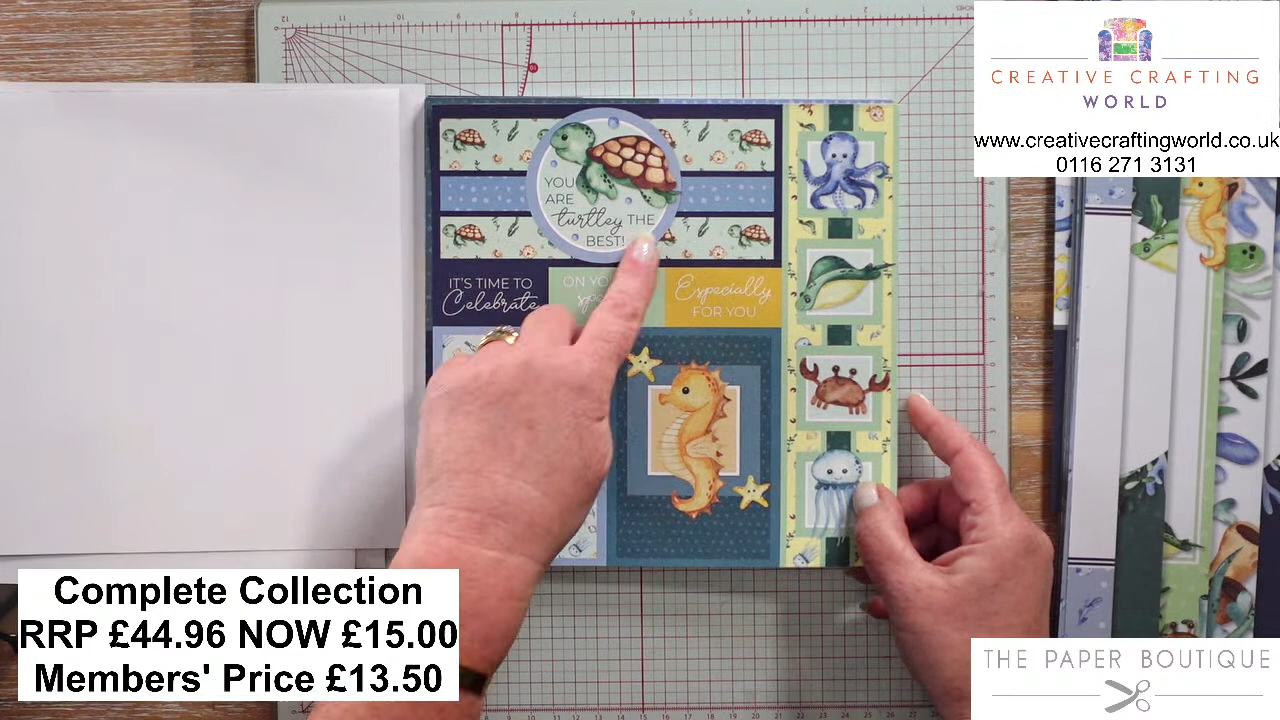 CREATIVE CRAFTING
WORLD
www.creativecraftingworld.co.uk
0116 271 3131
YOU
ARE
turtley THE
BEST!
IT'S TIME TO
Celebrate
ON
Especially
FOR YOU
Complete Collection
RRP £44.96 NOW £15.00
Members' Price £13.50
THE PAPER BOUTIQUE